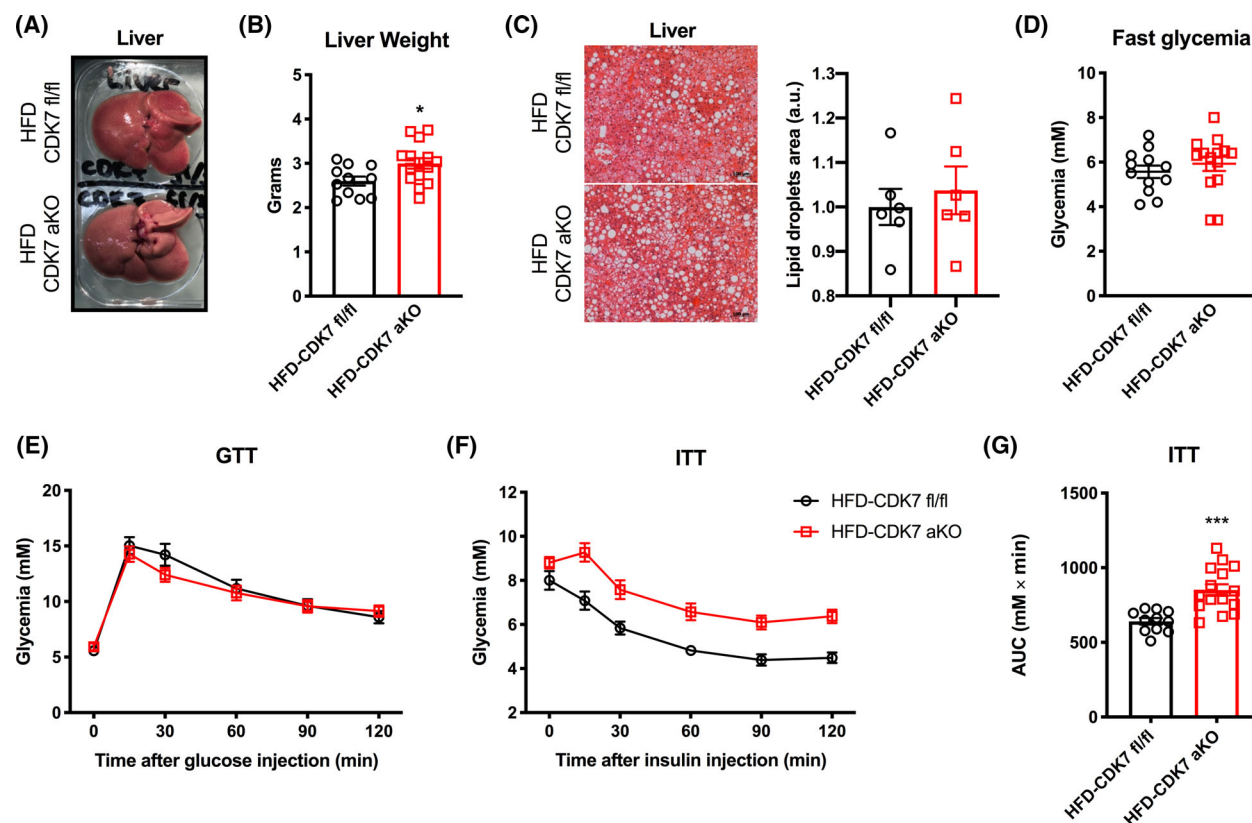 (A)
Liver
HFD
CDK7 fl/fl
HFD
CDK7 aKO
LIVER
(B)
Liver Weight
*
Grams
5
4
3
2
1
0
HFD-CDK7 fl/fl
HFD-CDK7 aKO
(C)
Liver
HFD
CDK7 fl/fl
HFD
CDK7 aKO
Lipid droplets area (a.u.)
1.3
1.2
1.1
1.0
0.9
0.8
HFD-CDK7 fl/fl
HFD-CDK7 aKO
(D)
Fast glycemia
Glycemia (mM)
10
8
6
4
2
0
HFD-CDK7 fl/fl
HFD-CDK7 aKO
(E)
GTT
Glycemia (mM)
20
15
10
5
0
0 30 60 90 120
Time after glucose injection (min)
(F)
ITT
Glycemia (mM)
12
10
8
6
4
2
0 30 60 90 120
Time after insulin injection (min)
HFD-CDK7 fl/fl
HFD-CDK7 aKO
(G)
ITT
***
AUC (mM × min)
1500
1000
500
0
HFD-CDK7 fl/fl
HFD-CDK7 aKO